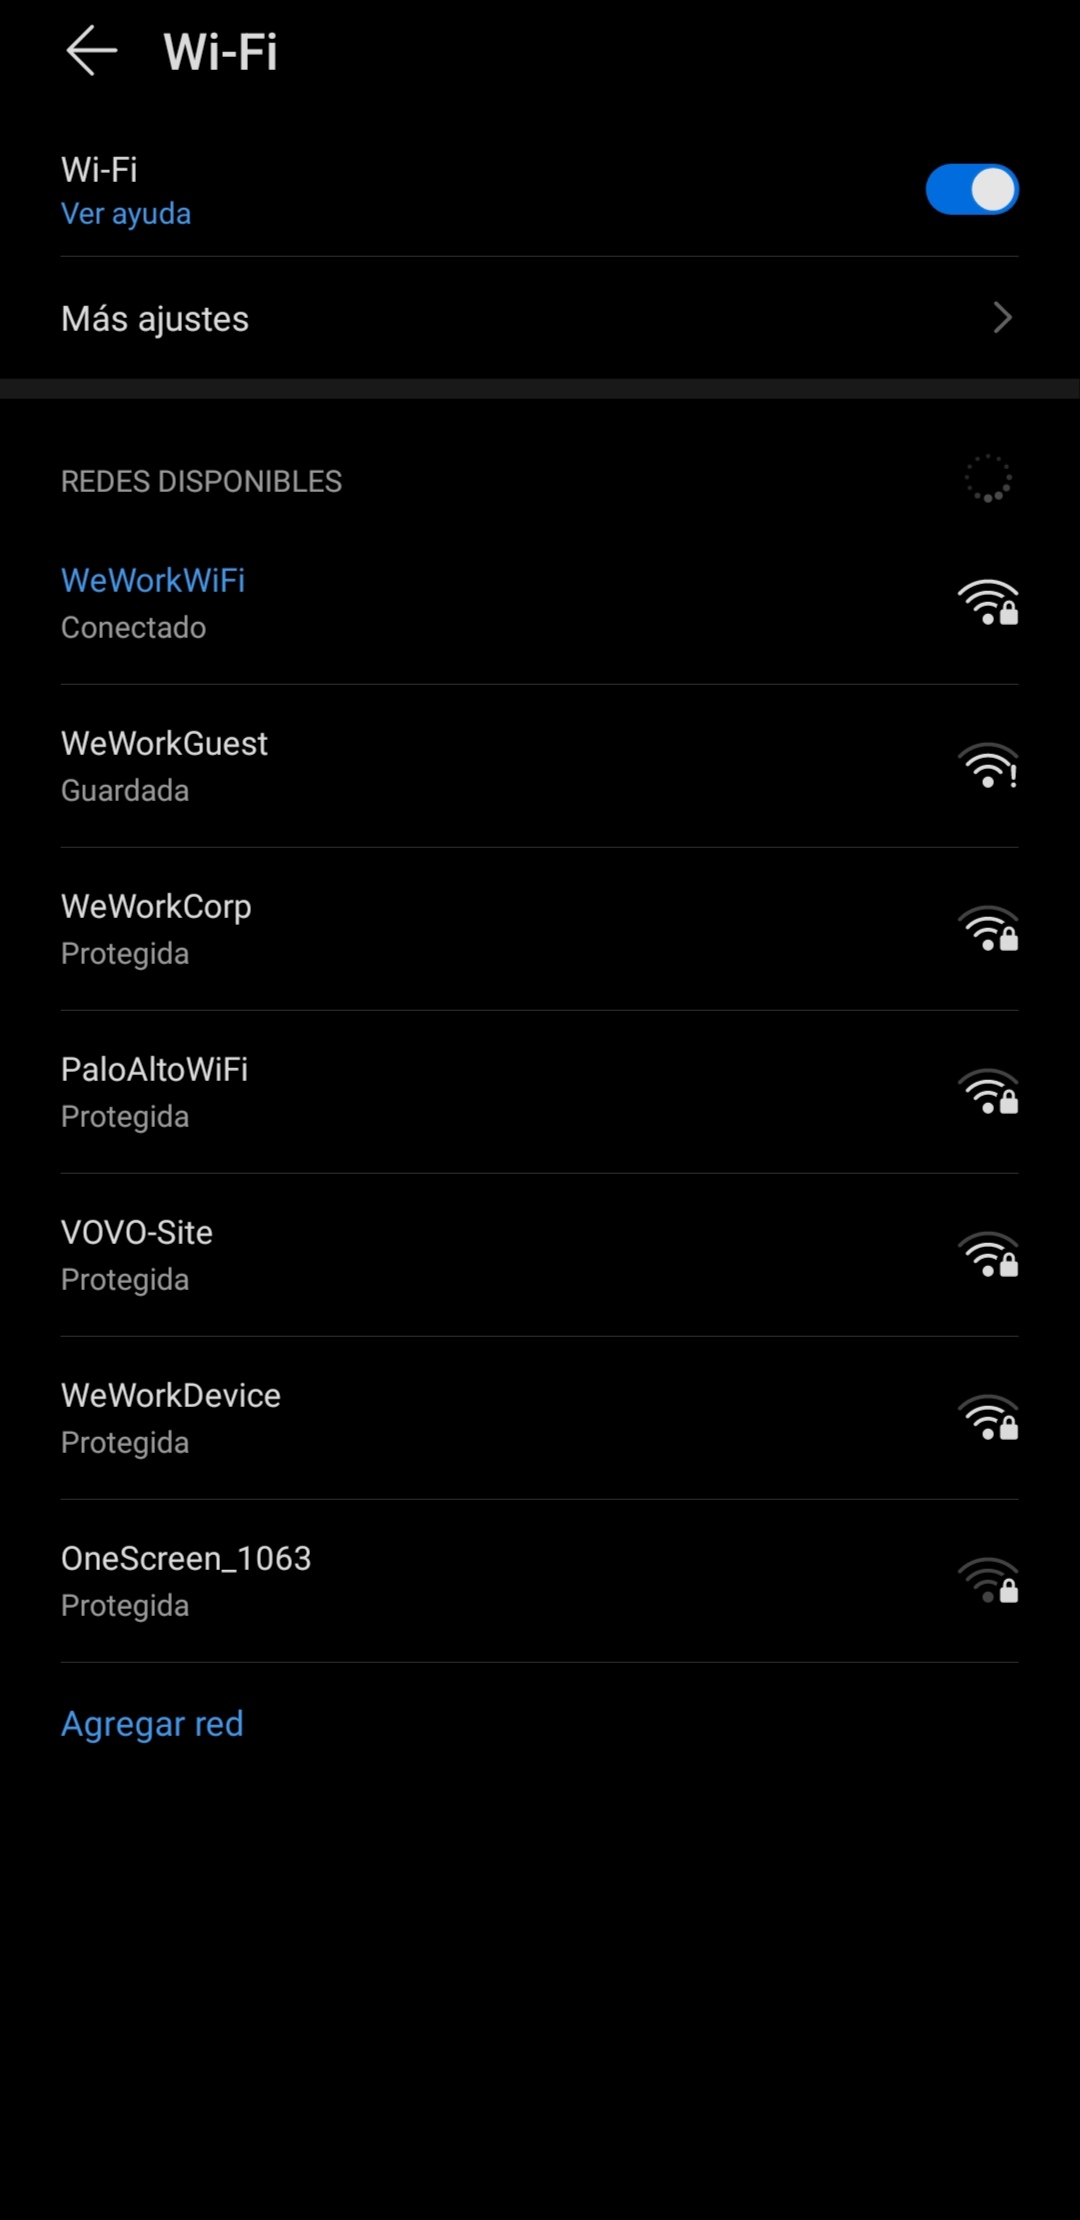 Wi-Fi
Wi-Fi
Ver ayuda
Más ajustes
REDES DISPONIBLES
WeWorkWiFi
Conectado
WeWorkGuest
Guardada
WeWorkCorp
Protegida
PaloAltoWiFi
Protegida
VOVO-Site
Protegida
WeWorkDevice
Protegida
OneScreen_1063
Protegida
Agregar red